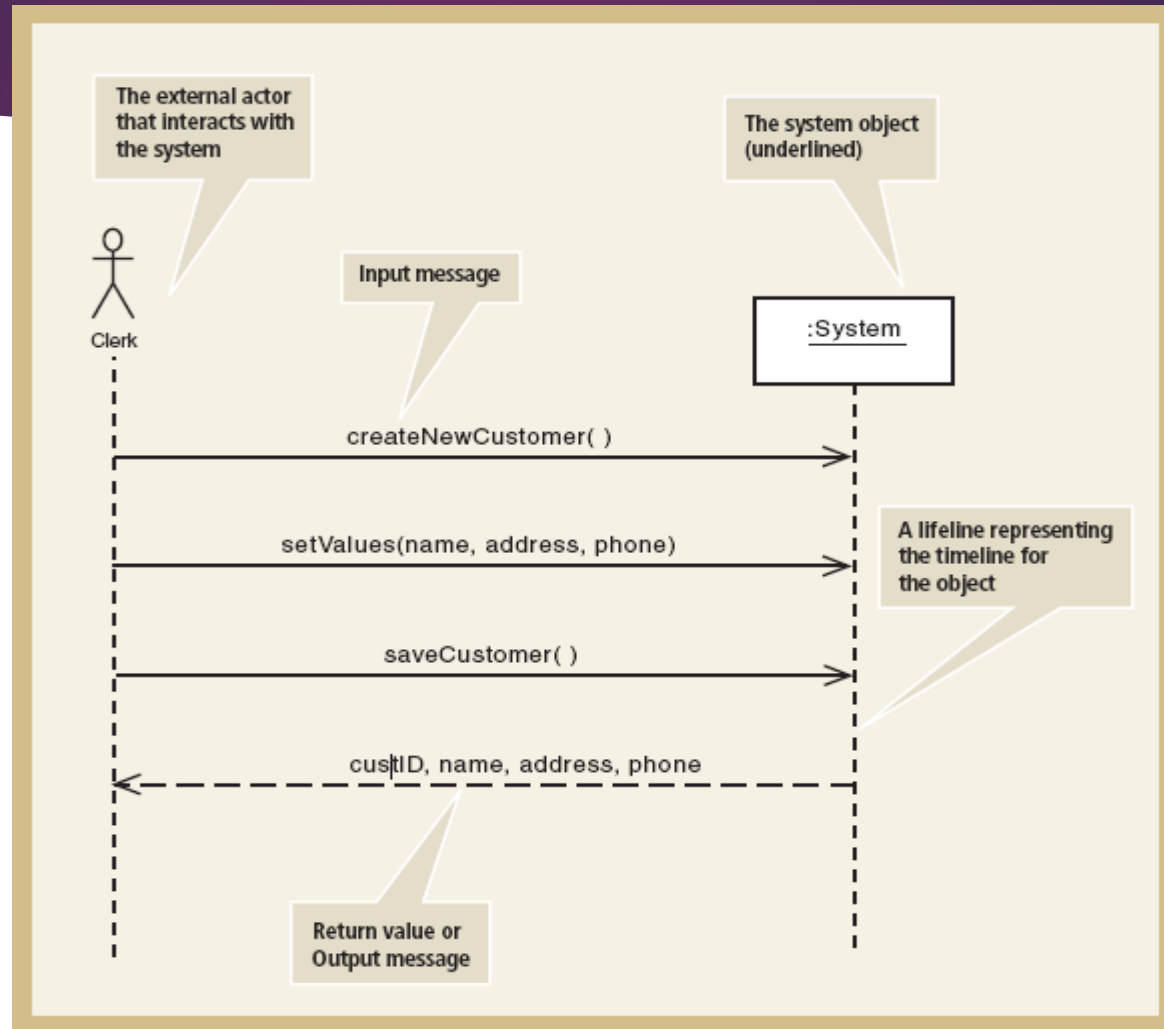 The external actor
that interacts with
the system
The system object
(underlined)
Input message
Clerk
:System
createNewCustomer( )
setValues(name, address, phone)
A lifeline representing
the timeline for
the object
saveCustomer( )
custID, name, address, phone
Return value or
Output message